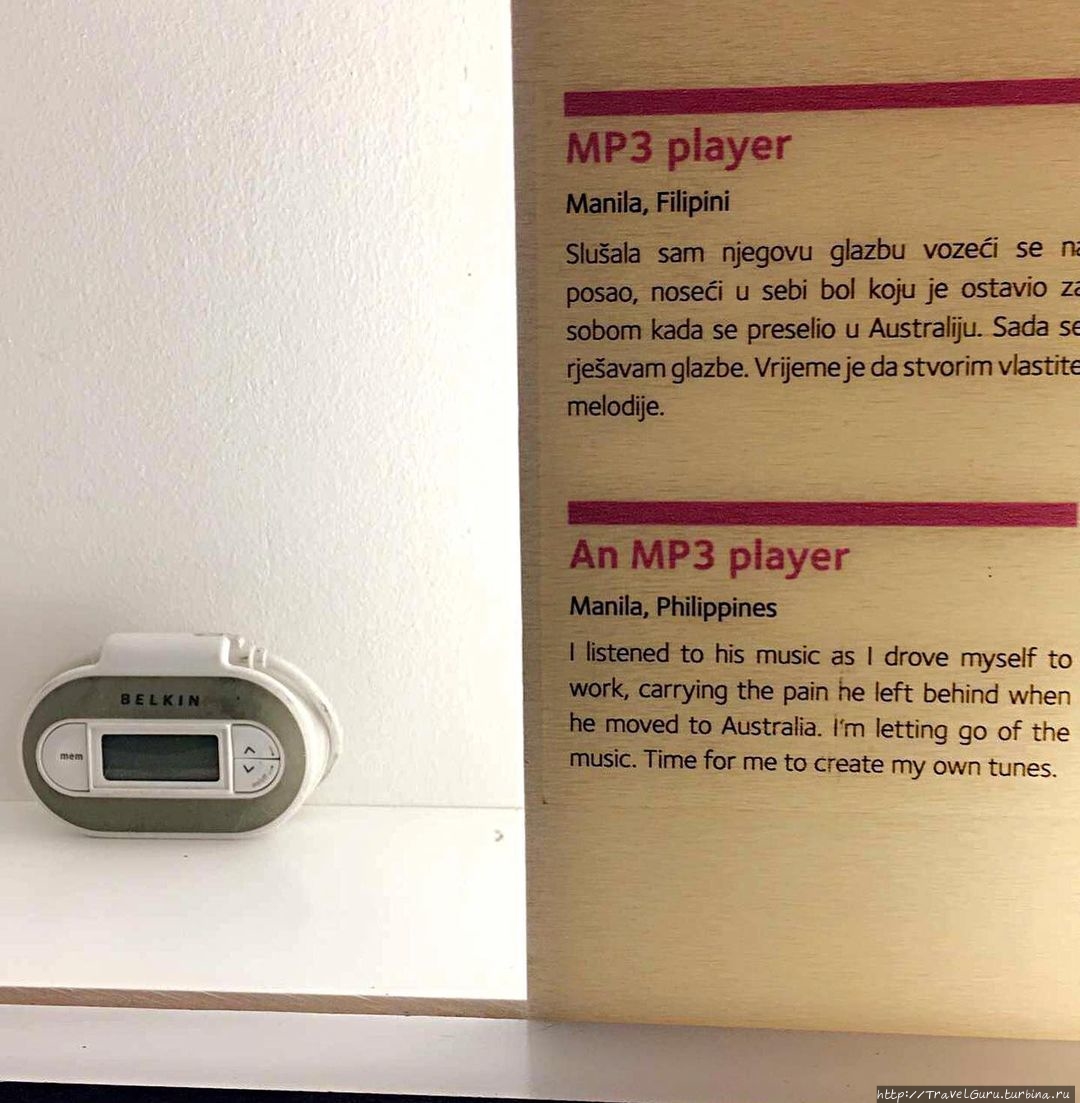 MP3 player
Manila, Filipini
Slušala sam njegovu glazbu vozeći se na
posao, noseći u sebi bol koju je ostavio za
sobom kada se preselio u Australiju. Sada se
rješavam glazbe. Vrijeme je da stvorim vlastite
melodije.
An MP3 player
Manila, Philippines
I listened to his music as I drove myself to
work, carrying the pain he left behind when
he moved to Australia. I'm letting go of the
music. Time for me to create my own tunes.
BELKIN
mem
http://TravelGuru.turbina.ru